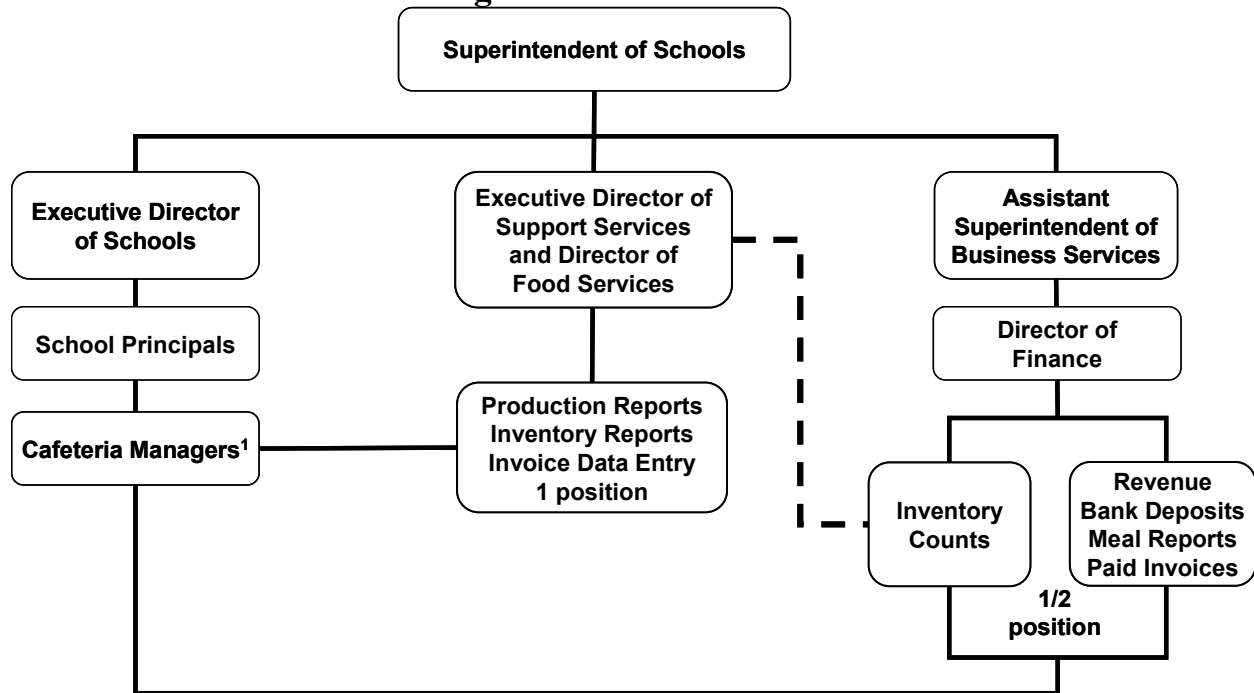 Superintendent of Schools
Executive Director
of Schools
Executive Director of
Support Services
and Director of
Food Services
Assistant
Superintendent of
Business Services
School Principals
Director of
Finance
Cafeteria Managers¹
Production Reports
Inventory Reports
Invoice Data Entry
1 position
Inventory
Counts
Revenue
Bank Deposits
Meal Reports
Paid Invoices
1/2
position